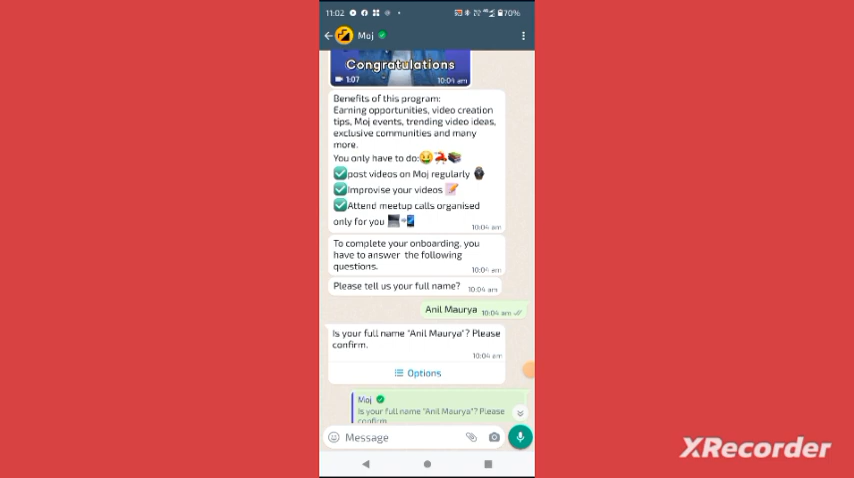 11:02
70%
Moj
Congratulations
1:07
10:04 am
Benefits of this program:
Earning opportunities, video creation
tips, Moj events, trending video ideas,
exclusive communities and many
more.
You only have to do:🤑💃📚
✅post videos on Moj regularly ⌚
✅Improvise your videos 📝
✅Attend meetup calls organised
only for you 💻📲
10:04 am
To complete your onboarding, you
have to answer the following
questions.
10:04 am
Please tell us your full name?
10:04 am
Anil Maurya
10:04 am
Is your full name "Anil Maurya"? Please
confirm.
10:04 am
Options
Moj
Is your full name "Anil Maurya"? Please
confirm.
Message
XRecorder